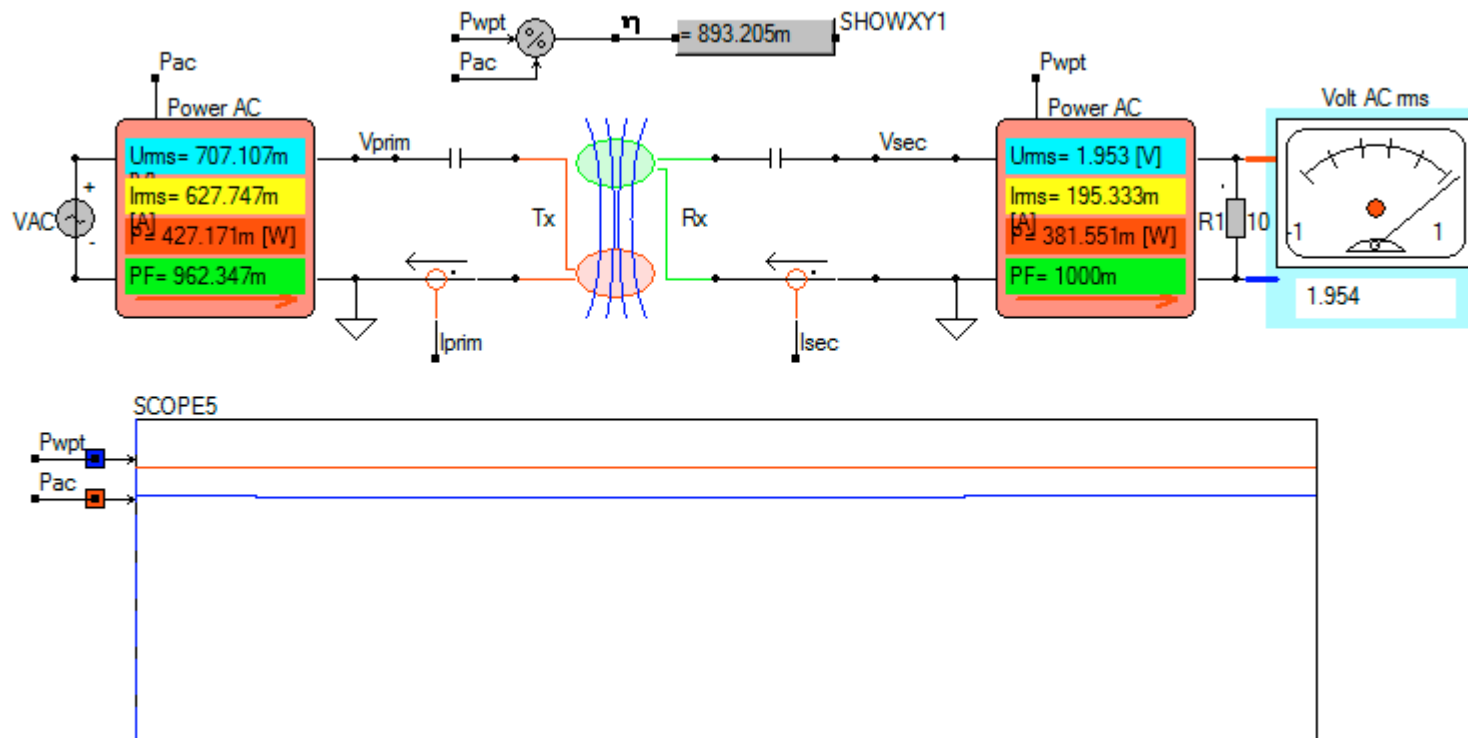 Pwpt
η
= 893.205m
SHOWXY1
Pac
Pac
Power AC
Urms= 707.107m
Irms= 627.747m
[A]
P= 427.171m [W]
PF= 962.347m
VAC
+
-
Vprim
Tx
Rx
Iprim
Vsec
Isec
Pwpt
Power AC
Urms= 1.953 [V]
Irms= 195.333m
[A]
P= 381.551m [W]
PF= 1000m
R1
10
Volt AC rms
-1
1
1.954
SCOPE5
Pwpt
Pac